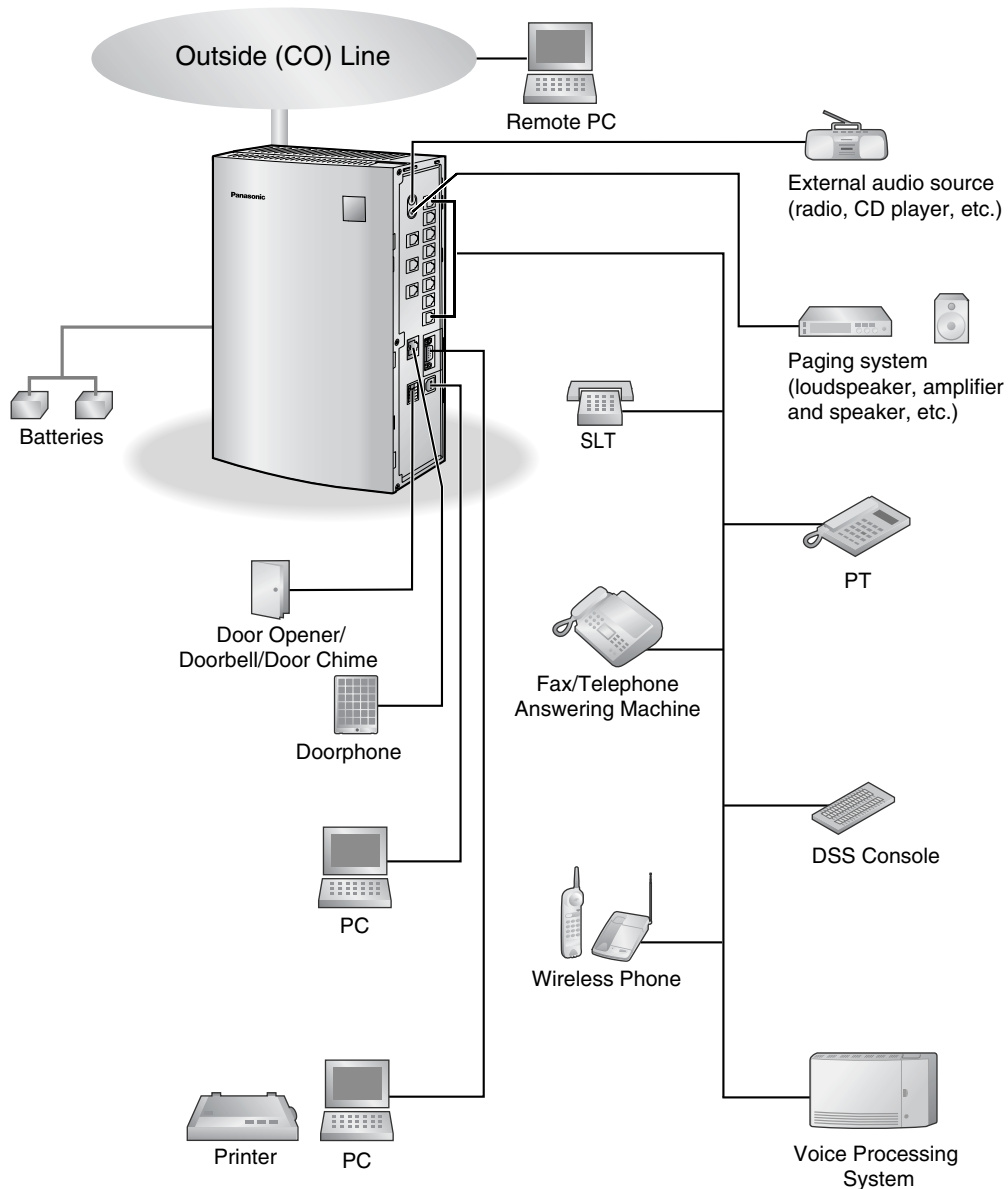 Outside (CO) Line
Remote PC
Panasonic
External audio source
(radio, CD player, etc.)
Paging system
(loudspeaker, amplifier
and speaker, etc.)
Batteries
SLT
PT
Door Opener/
Doorbell/Door Chime
Fax/Telephone
Answering Machine
Doorphone
DSS Console
PC
Wireless Phone
Printer
PC
Voice Processing
System